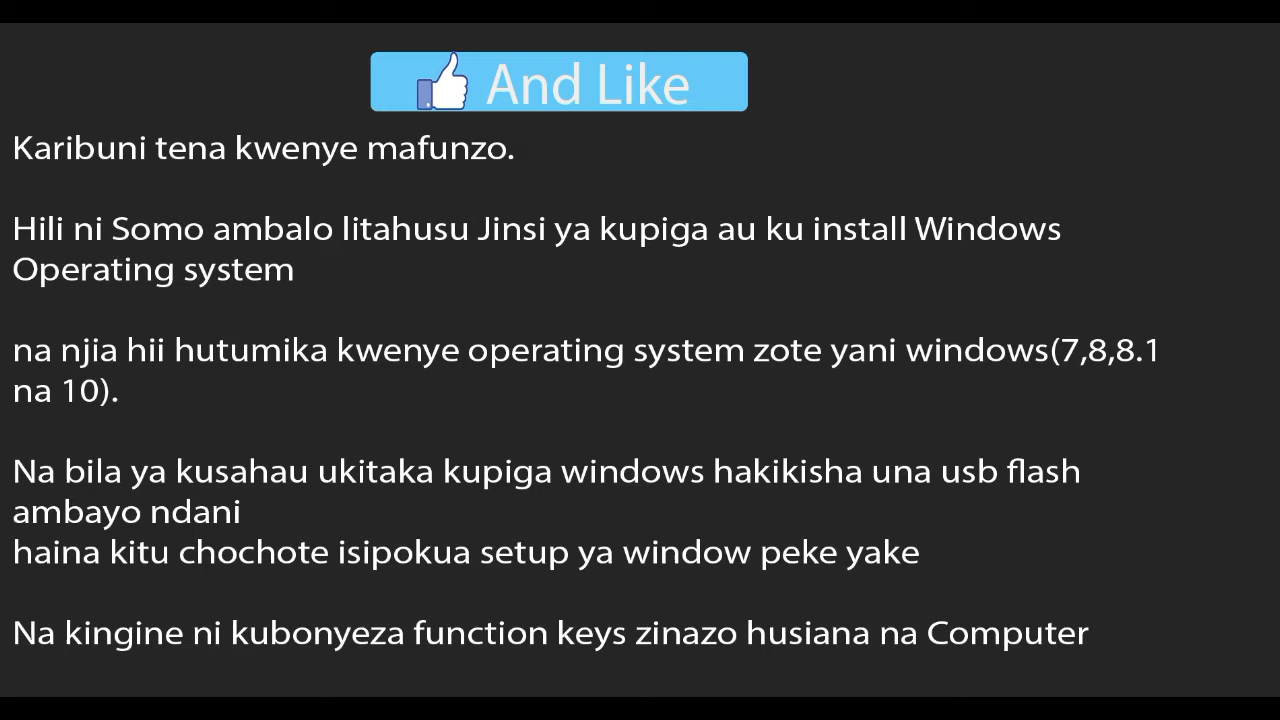 And Like
Karibuni tena kwenye mafunzo.
Hili ni Somo ambalo litahusu Jinsi ya kupiga au ku install Windows
Operating system
na njia hii hutumika kwenye operating system zote yani windows(7,8,8.1
na 10).
Na bila ya kusahau ukitaka kupiga windows hakikisha una usb flash
ambayo ndani
haina kitu chochote isipokua setup ya window peke yake
Na kingine ni kubonyeza function keys zinazo husiana na Computer